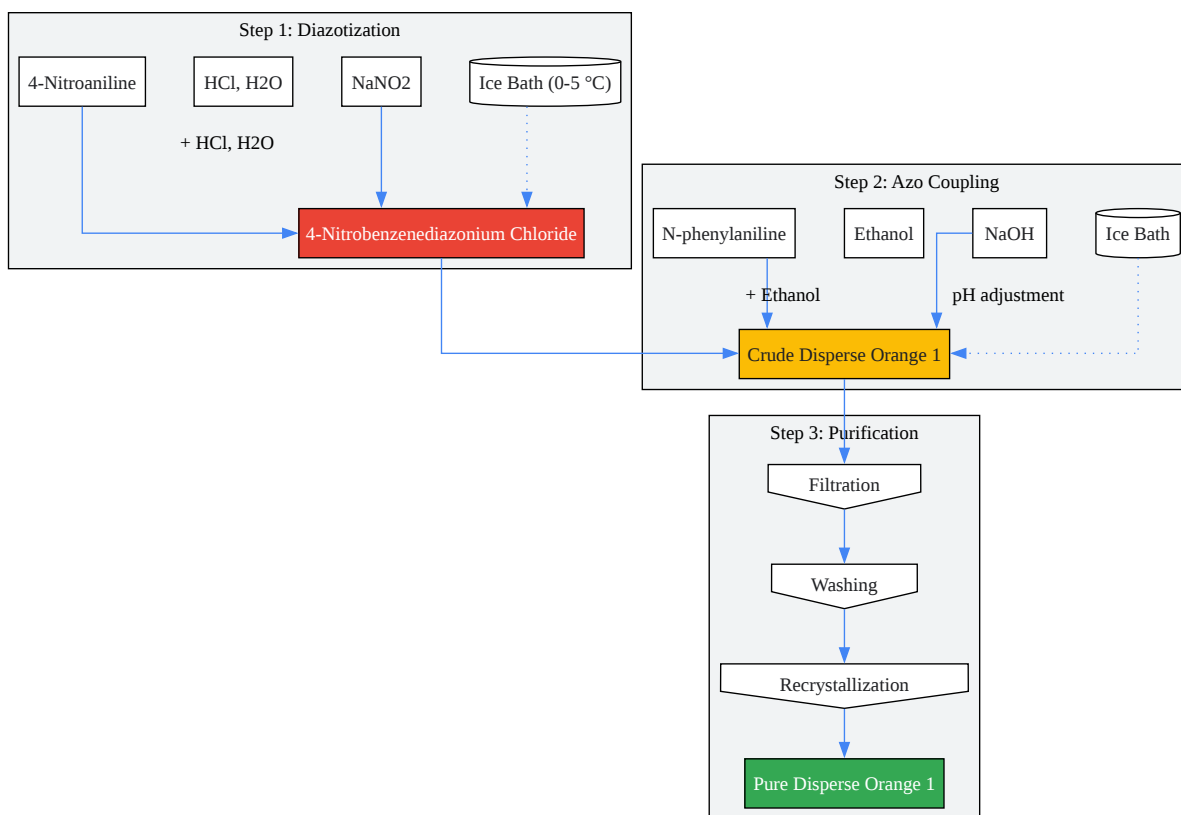 Step 1: Diazotization
4-Nitroaniline
HCl, H2O
NaNO2
Ice Bath (0-5 °C)
+ HCl, H2O
4-Nitrobenzenediazonium Chloride
Step 2: Azo Coupling
N-phenylaniline
Ethanol
NaOH
Ice Bath
+ Ethanol
pH adjustment
Crude Disperse Orange 1
Step 3: Purification
Filtration
Washing
Recrystallization
Pure Disperse Orange 1